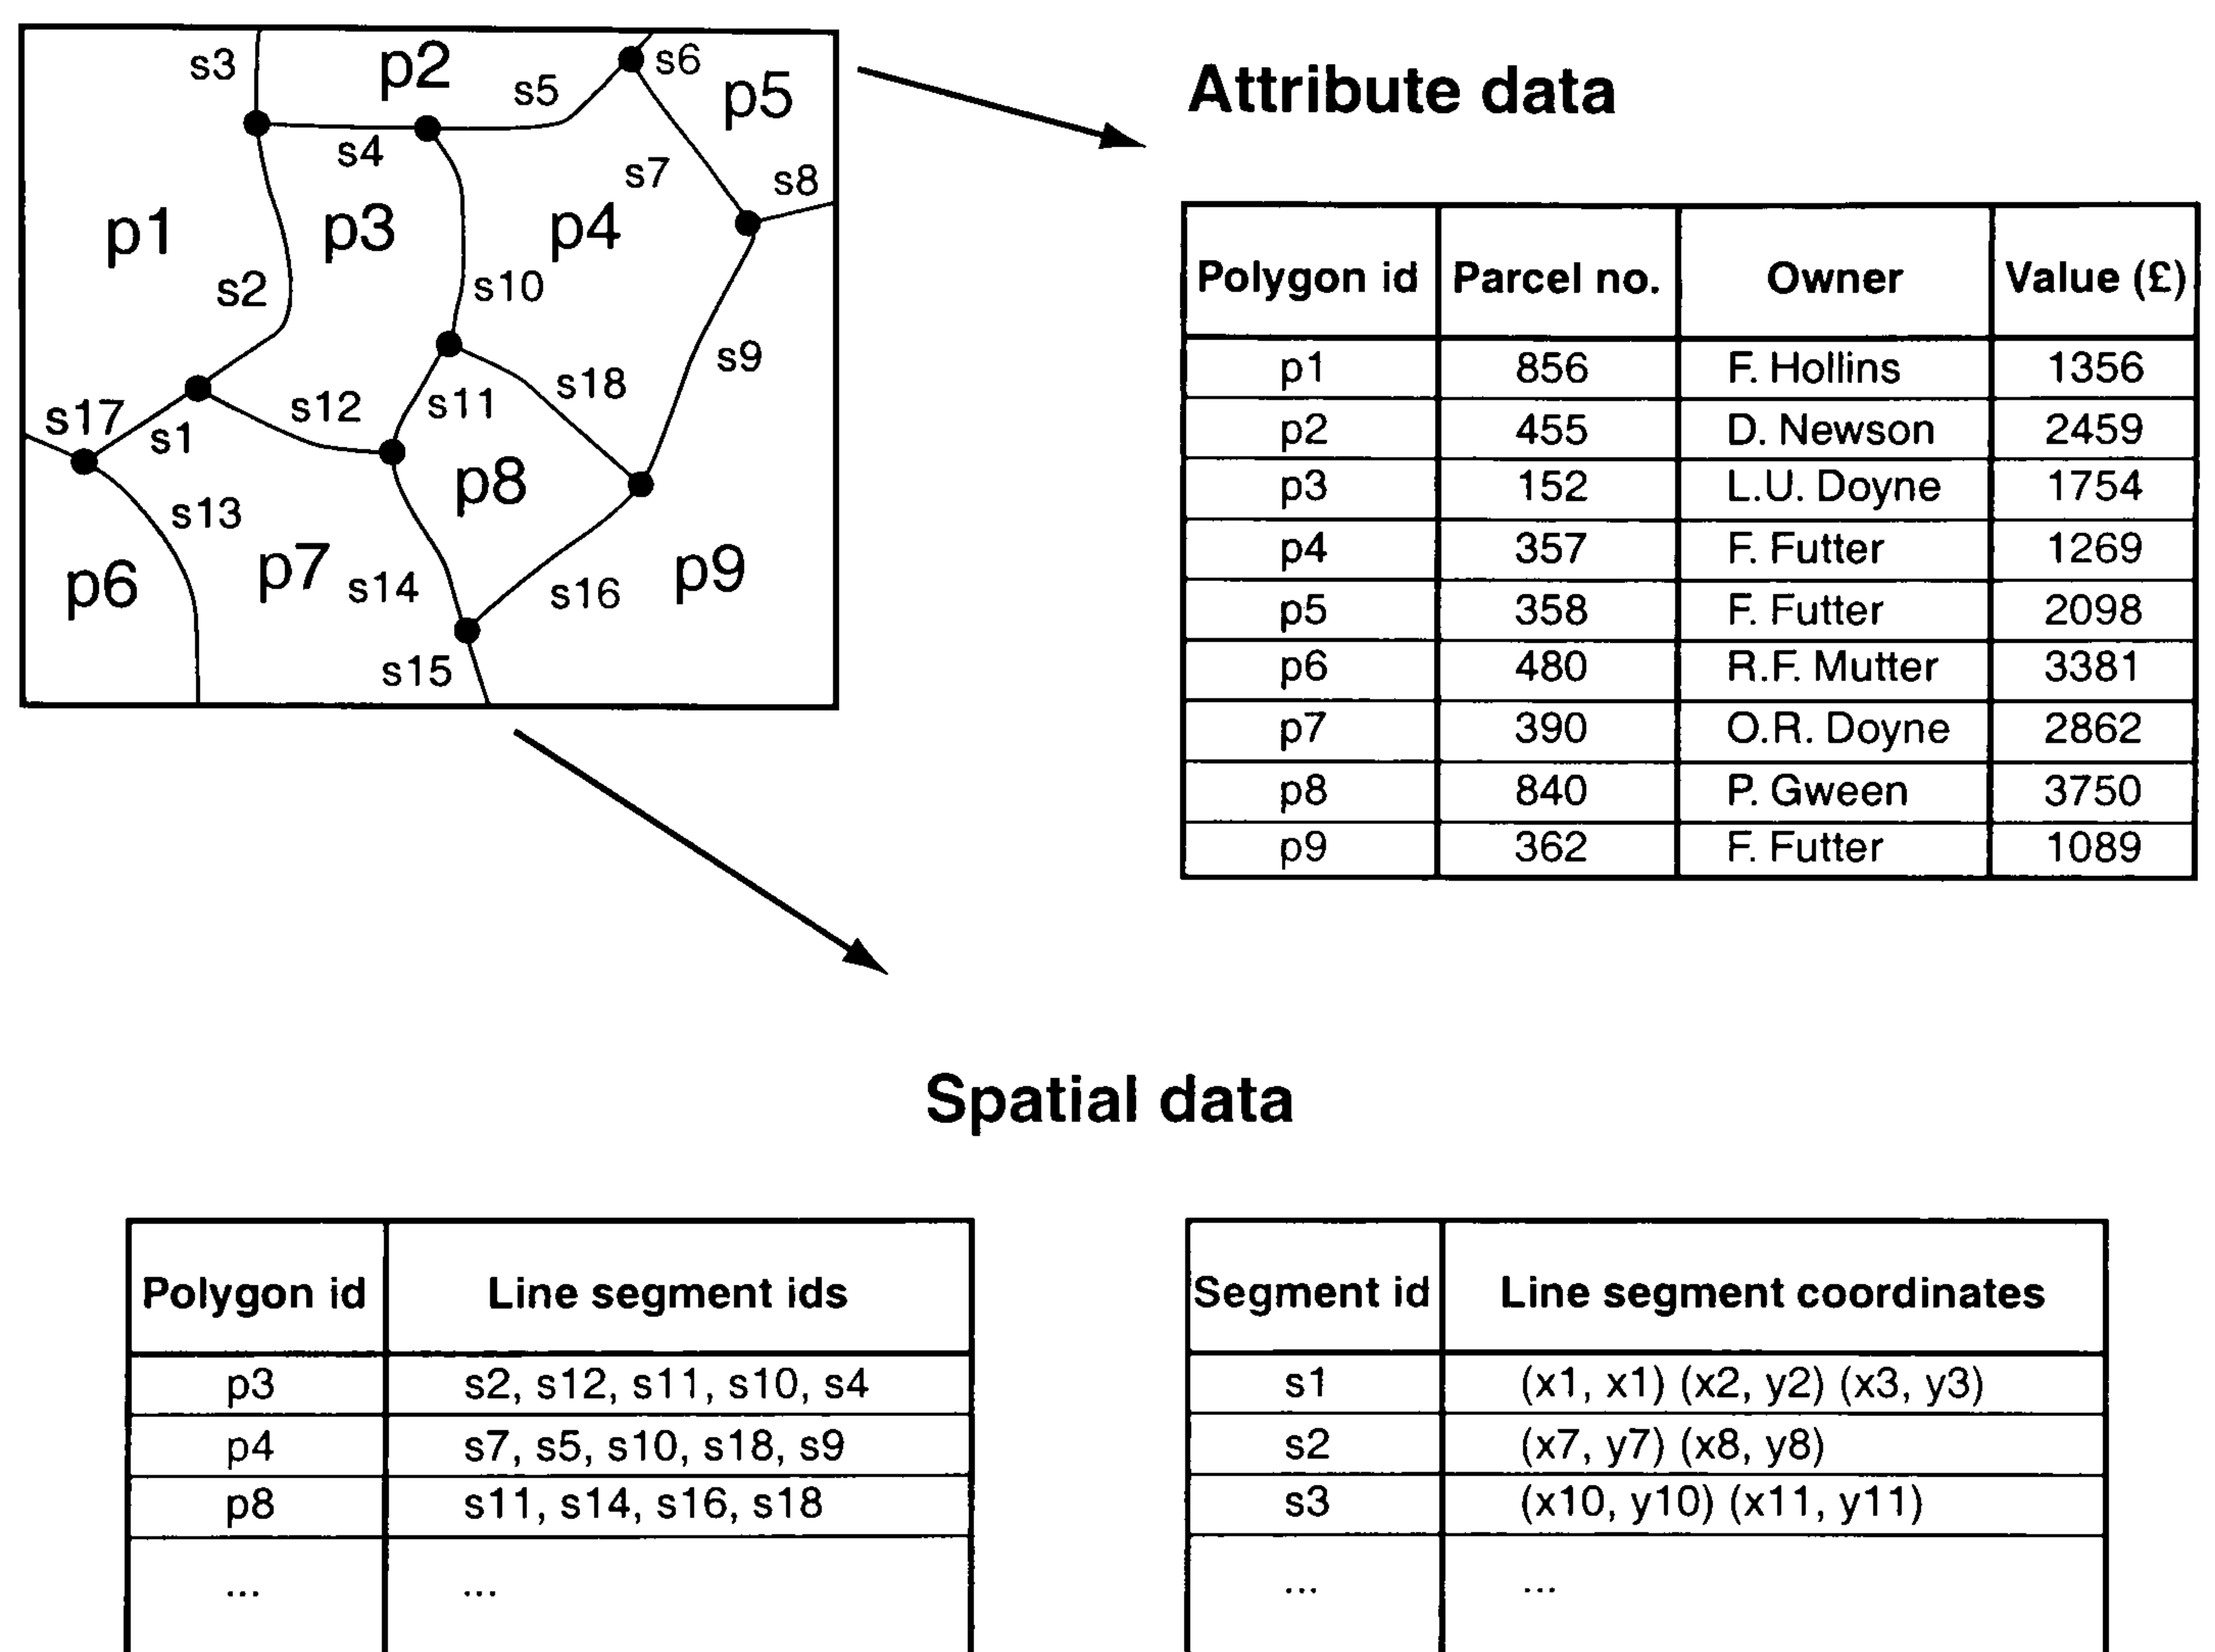 s3
p2
s6
s5
p5
s4
s7
s8
p1
p3
p4
s2
s10
s9
s17
s1
s12
s11
s18
p8
s13
p6
p7
s14
s16
p9
s15
Attribute data
Polygon id Parcel no. Owner Value (£)
p1 856 F. Hollins 1356
p2 455 D. Newson 2459
p3 152 L.U. Doyne 1754
p4 357 F. Futter 1269
p5 358 F. Futter 2098
p6 480 R.F. Mutter 3381
p7 390 O.R. Doyne 2862
p8 840 P. Gween 3750
p9 362 F. Futter 1089
Spatial data
Polygon id Line segment ids
p3 s2, s12, s11, s10, s4
p4 s7, s5, s10, s18, s9
p8 s11, s14, s16, s18
... ...
Segment id Line segment coordinates
s1 (x1, x1) (x2, y2) (x3, y3)
s2 (x7, y7) (x8, y8)
s3 (x10, y10) (x11, y11)
... ...